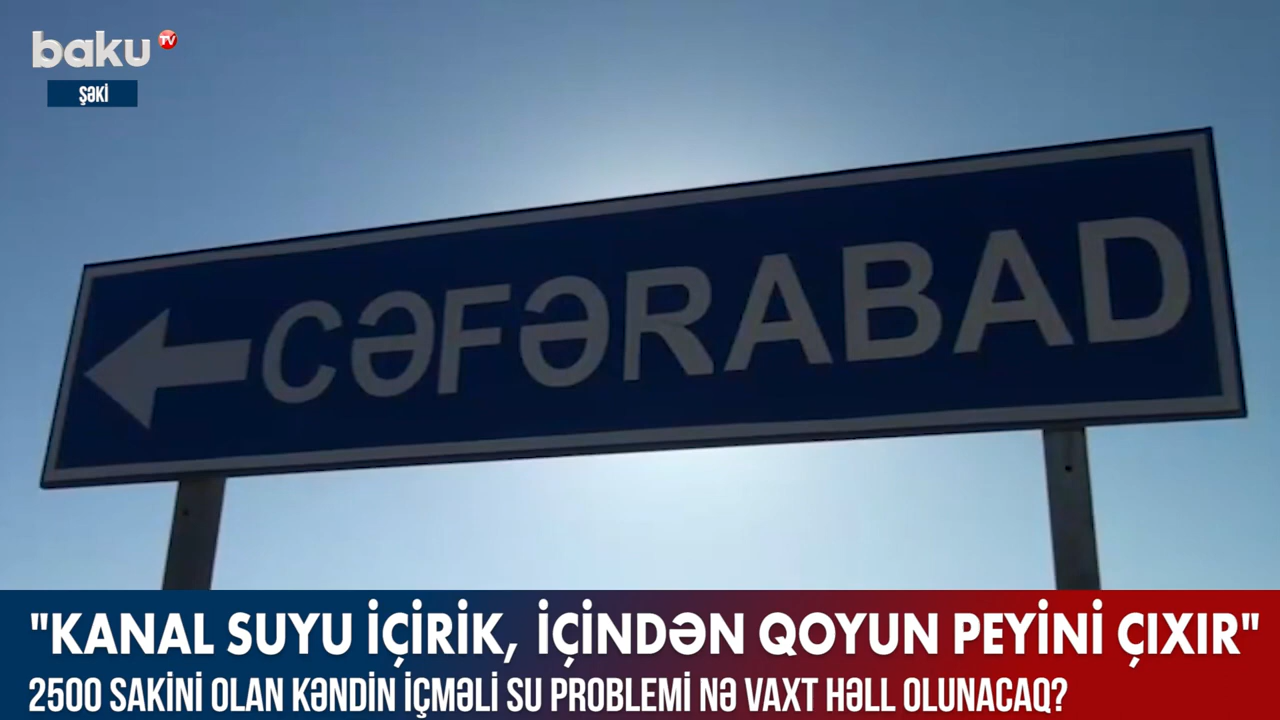 baku TV
ŞƏKİ
CƏFƏRABAD
"KANAL SUYU İÇİRİK, İÇİNDƏN QOYUN PEYİNİ ÇIXIR"
2500 SAKİNİ OLAN KƏNDİN İÇMƏLİ SU PROBLEMİ NƏ VAXT HƏLL OLUNACAQ?